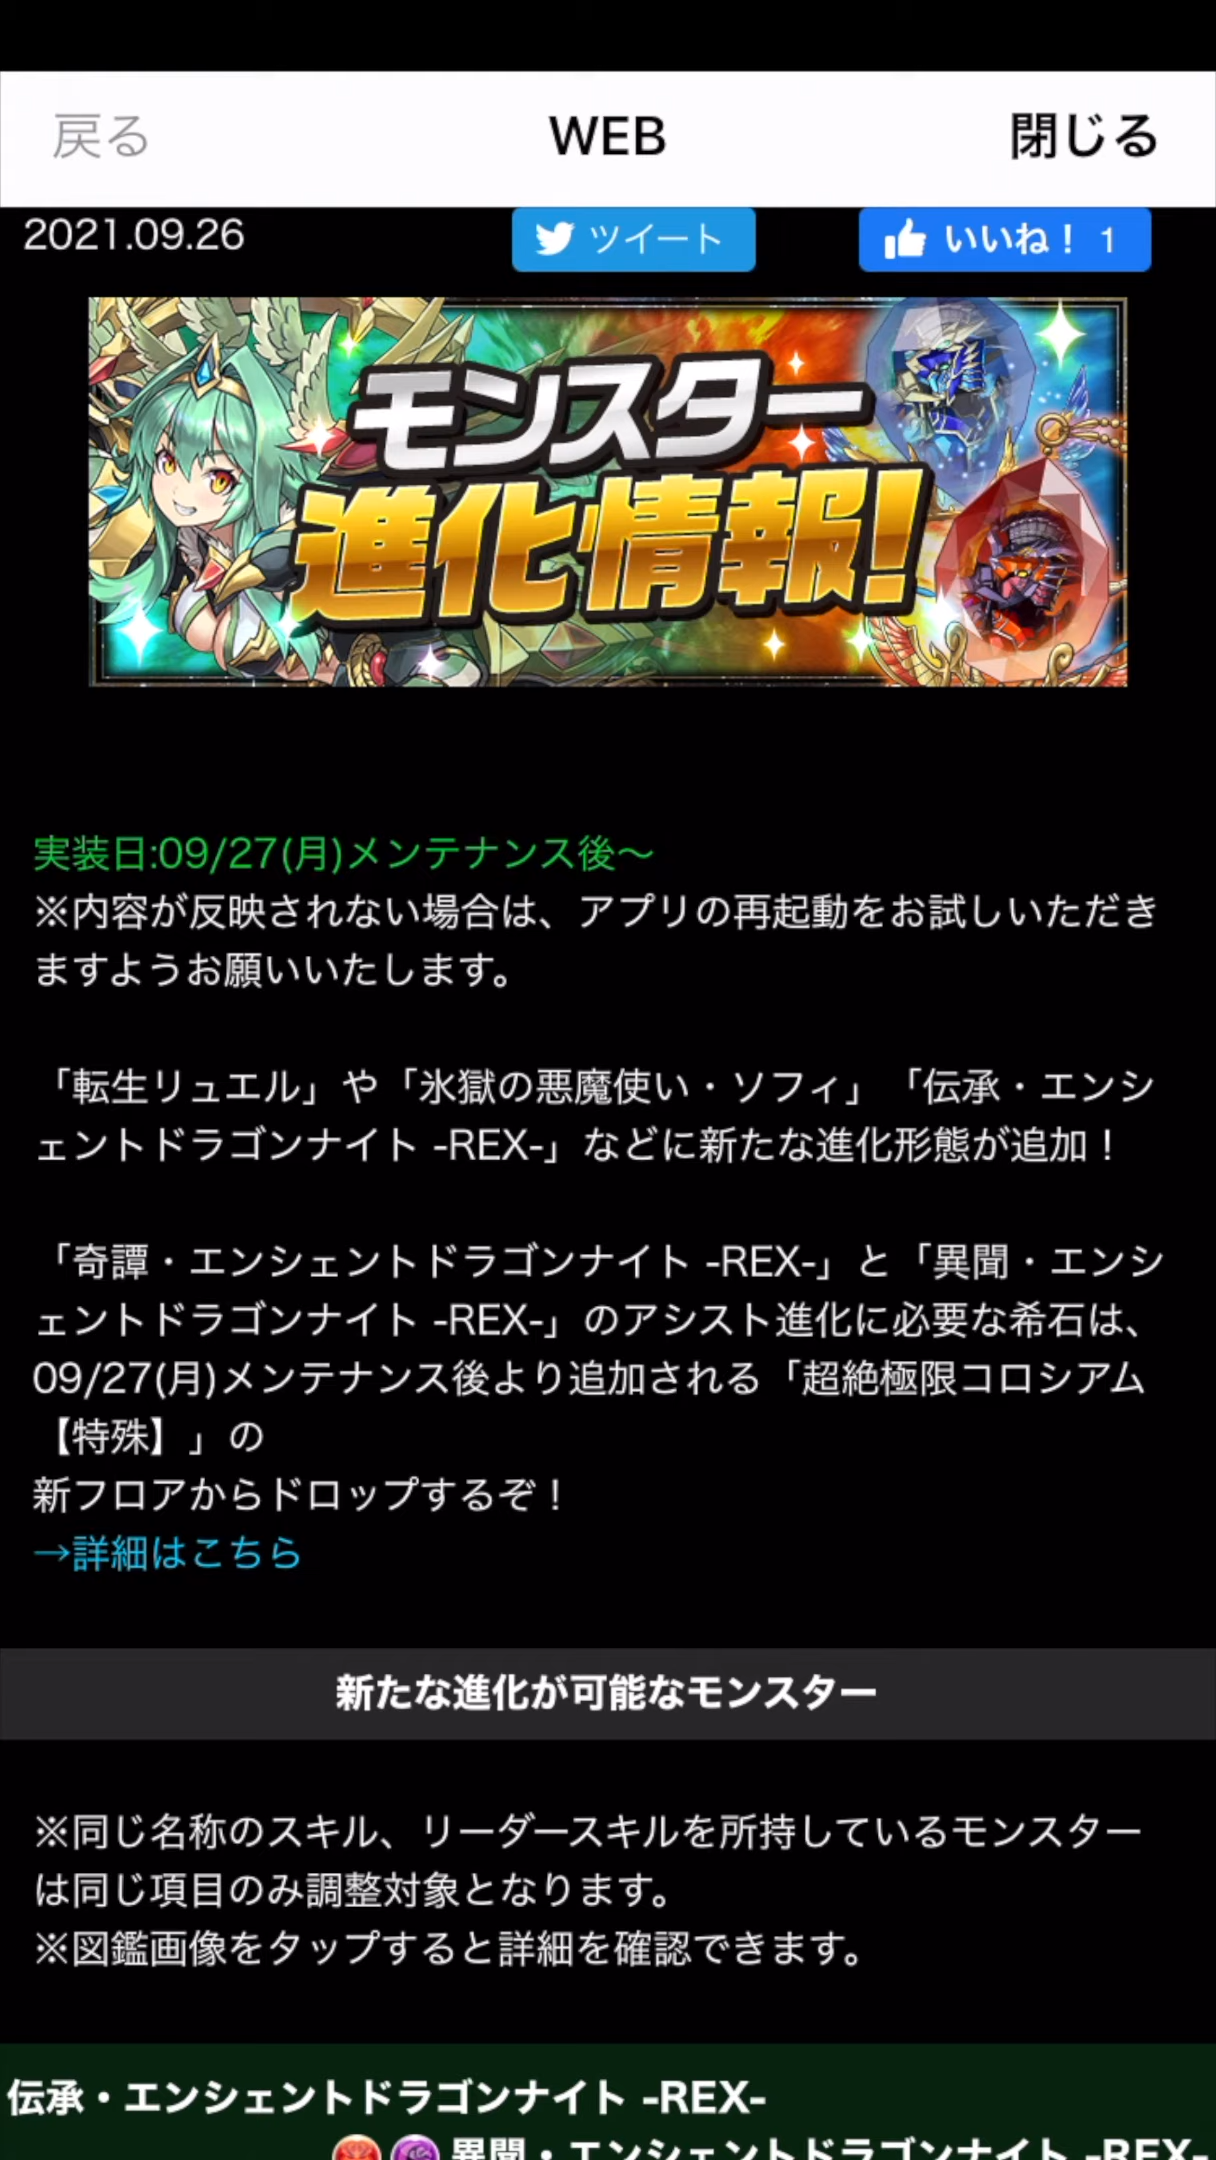 戻る
WEB
閉じる
2021.09.26
ツイート
いいね！ 1
モンスター
進化情報!
実装日:09/27(月)メンテナンス後～
※内容が反映されない場合は、アプリの再起動をお試しいただき
ますようお願いいたします。
「転生リュエル」や「氷獄の悪魔使い・ソフィ」「伝承・エンシ
ェントドラゴンナイト -REX-」などに新たな進化形態が追加！
「奇譚・エンシェントドラゴンナイト -REX-」と「異聞・エンシ
ェントドラゴンナイト -REX-」のアシスト進化に必要な希石は、
09/27(月)メンテナンス後より追加される「超絶極限コロシアム
【特殊】」の
新フロアからドロップするぞ！
→詳細はこちら
新たな進化が可能なモンスター
※同じ名称のスキル、リーダースキルを所持しているモンスター
は同じ項目のみ調整対象となります。
※図鑑画像をタップすると詳細を確認できます。
伝承・エンシェントドラゴンナイト -REX-
異聞・エンシェントドラゴンナイト -REX-